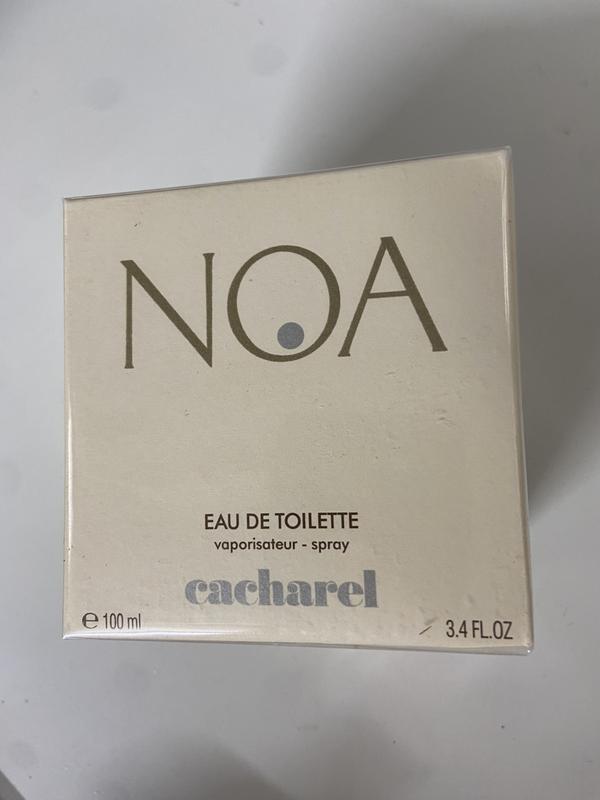 NOA
EAU DE TOILETTE
vaporisateur - spray
cacharel
℮ 100 ml
3.4 FL.OZ